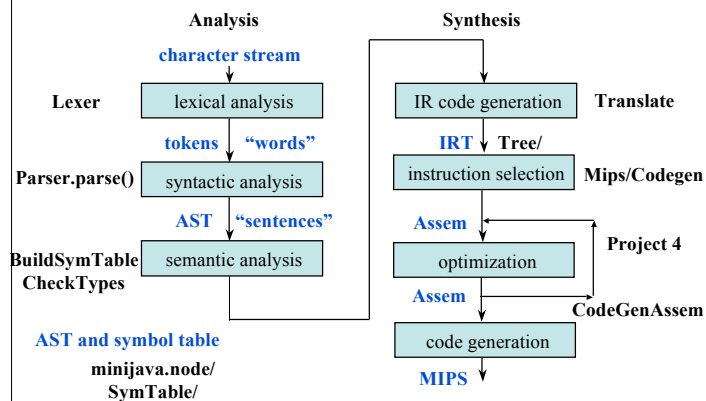 Analysis
character stream
Lexer
lexical analysis
tokens “words”
Parser.parse()
syntactic analysis
AST “sentences”
BuildSymTable
CheckTypes
semantic analysis
AST and symbol table
minijava.node/
SymTable/
Synthesis
IR code generation
Translate
IRT Tree/
instruction selection
Mips/Codegen
Assem
Project 4
optimization
Assem
CodeGenAssem
code generation
MIPS